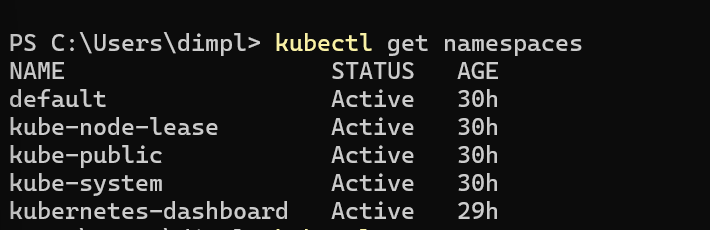 PS C:\Users\dimpl> kubectl get namespaces
NAME                   STATUS   AGE
default                Active   30h
kube-node-lease        Active   30h
kube-public            Active   30h
kube-system            Active   30h
kubernetes-dashboard   Active   29h